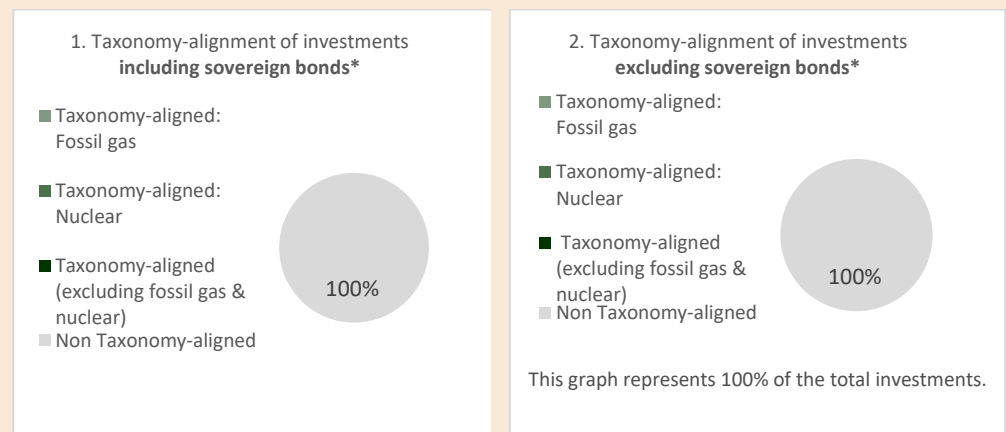 1. Taxonomy-alignment of investments
including sovereign bonds*
Taxonomy-aligned:
Fossil gas
Taxonomy-aligned:
Nuclear
Taxonomy-aligned
(excluding fossil gas &
nuclear)
Non Taxonomy-aligned
100%
2. Taxonomy-alignment of investments
excluding sovereign bonds*
Taxonomy-aligned:
Fossil gas
Taxonomy-aligned:
Nuclear
Taxonomy-aligned
(excluding fossil gas &
nuclear)
Non Taxonomy-aligned
100%
This graph represents 100% of the total investments.